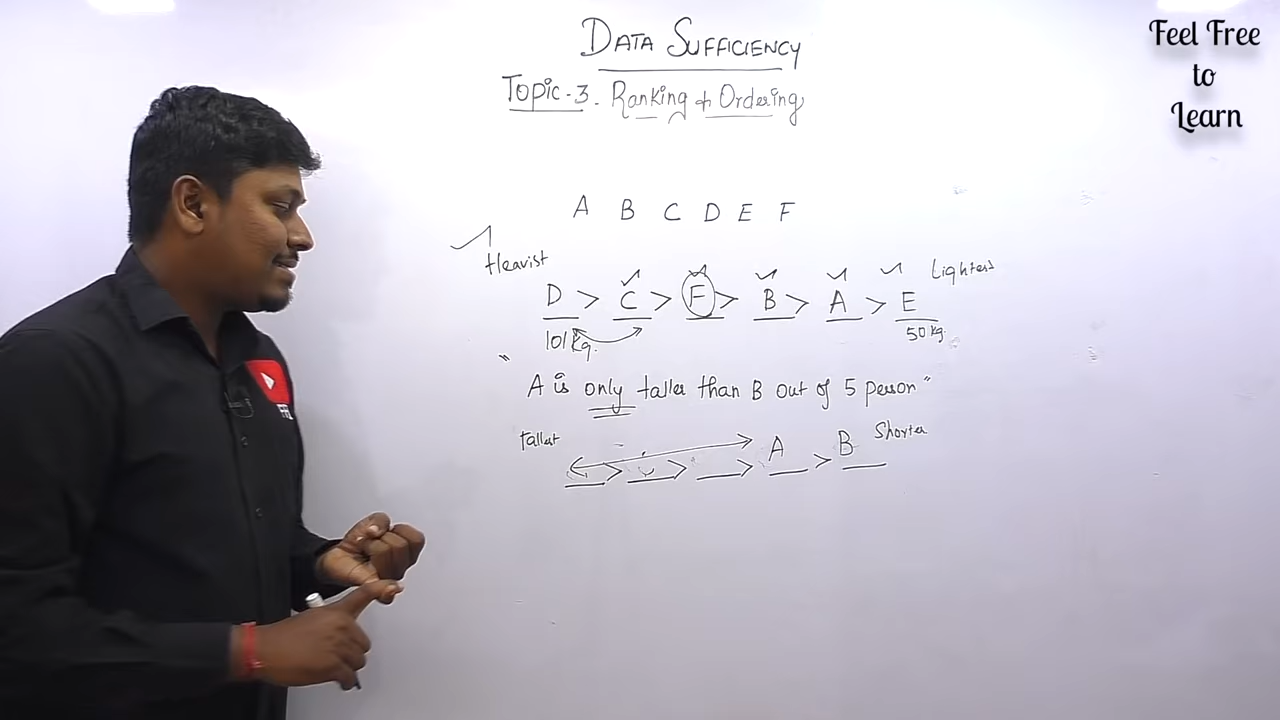 DATA SUFFICIENCY
Feel Free
to
Learn
Topic-3. Ranking & Ordering
A B C D E F
Heavist
Lightest
D > C > F > B > A > E
101 Kg.
50 kg.
"A is only taller than B out of 5 person"
Tallest
Shorter
> > > A > B